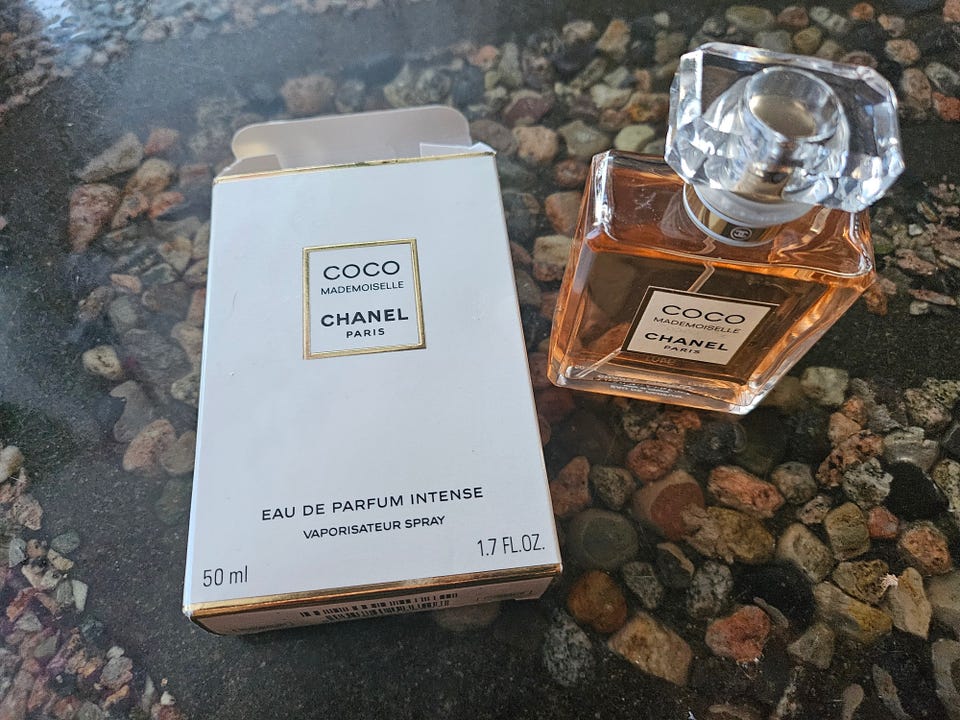 COCO
MADEMOISELLE
CHANEL
PARIS
EAU DE PARFUM INTENSE
VAPORISATEUR SPRAY
50 ml
1.7 FL.OZ.
COCO
MADEMOISELLE
CHANEL
PARIS